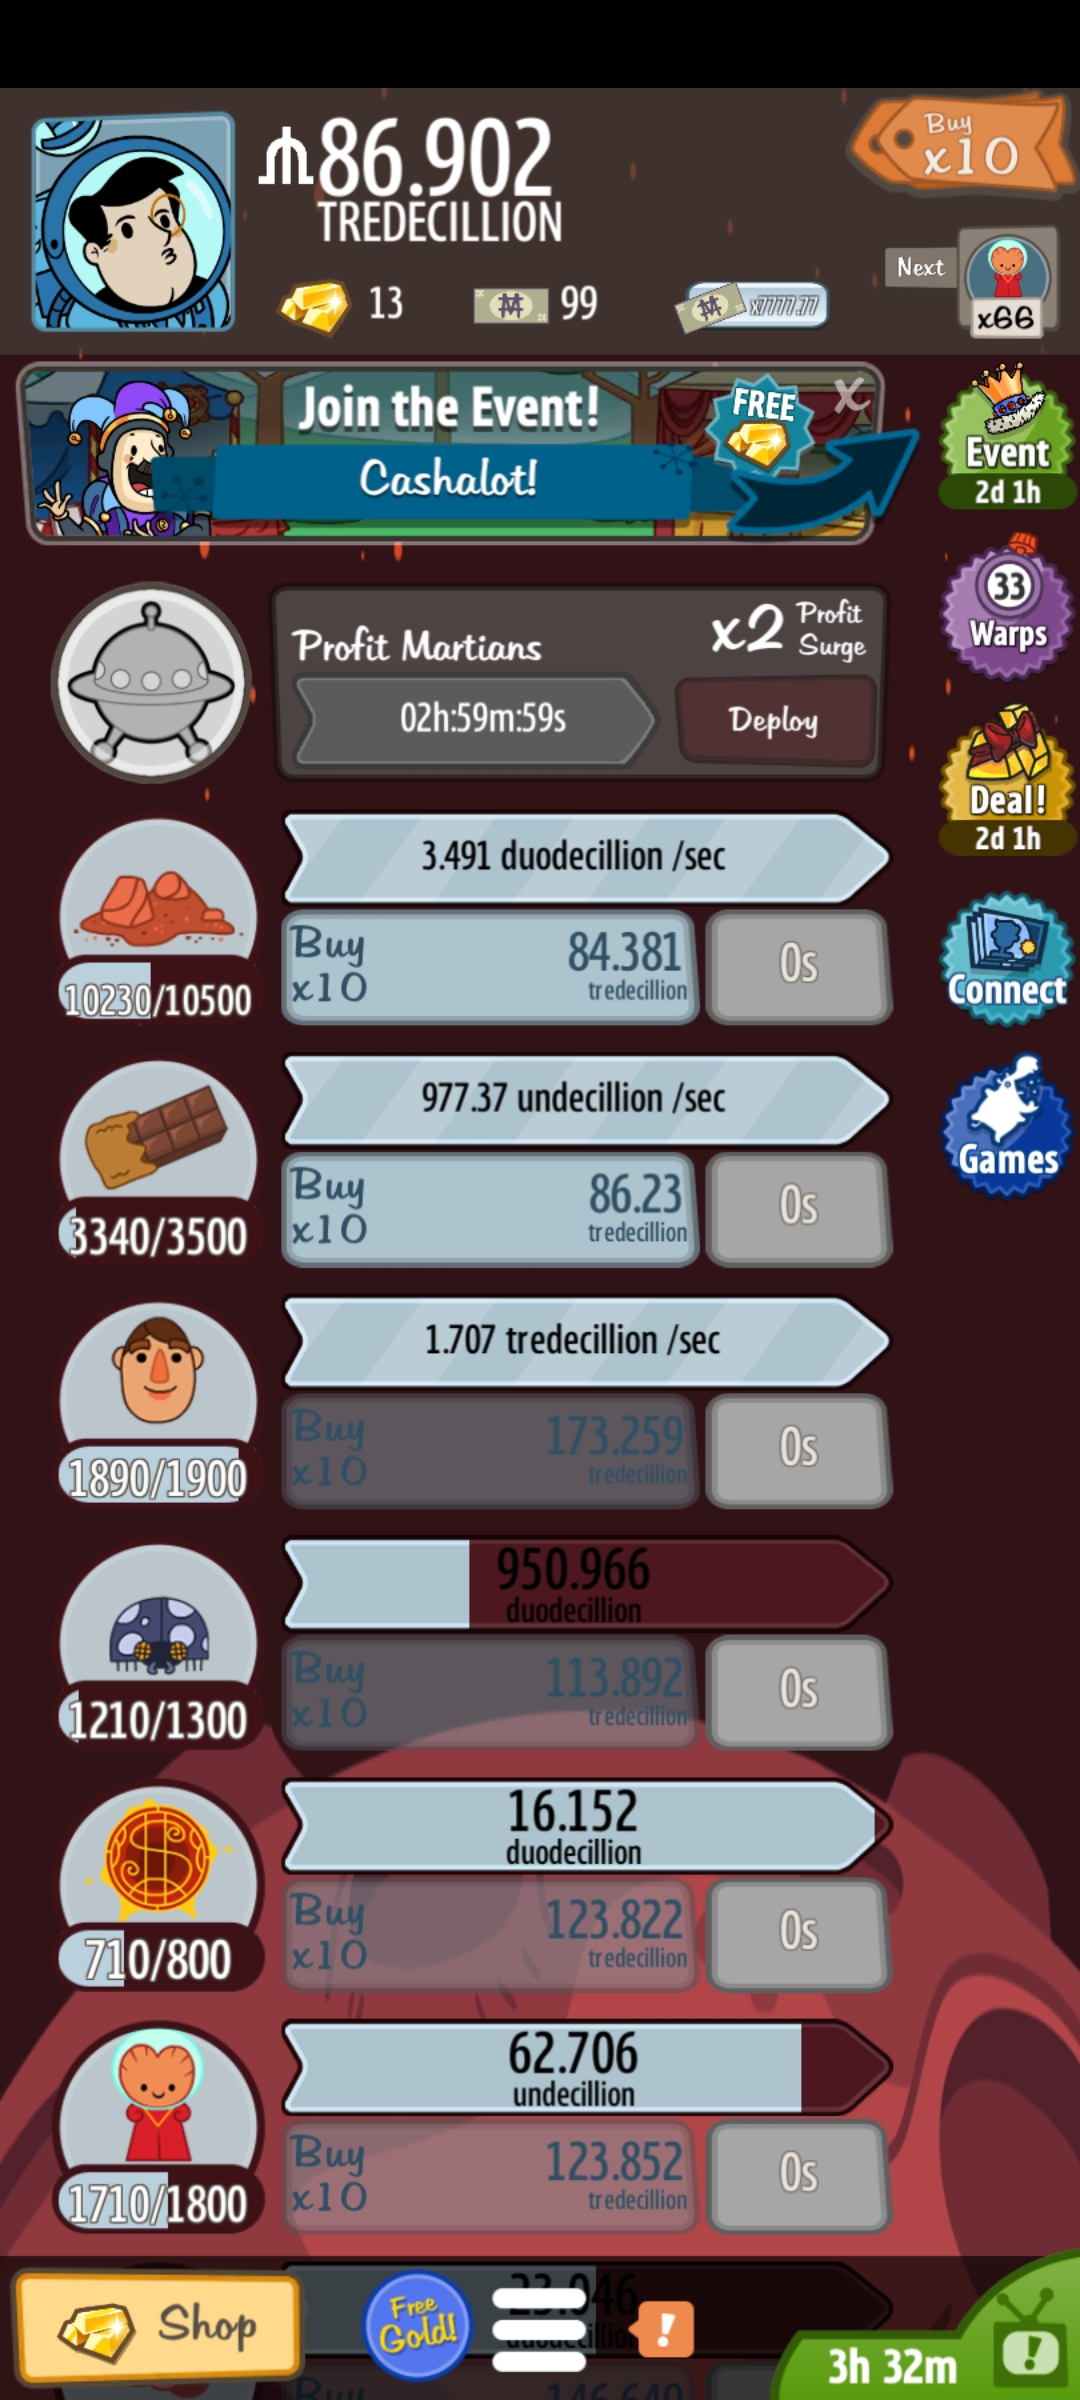 86.902
TREDECILLION
Buy
x10
13
99
x7777.77
Next
x66
Join the Event!
Cashalot!
FREE
X
Event
2d 1h
33
Warps
Profit Martians
x2 Profit Surge
02h:59m:59s
Deploy
Deal!
2d 1h
3.491 duodecillion /sec
Buy
x10
84.381
tredecillion
0s
10230/10500
Connect
977.37 undecillion /sec
Buy
x10
86.23
tredecillion
0s
3340/3500
Games
1.707 tredecillion /sec
Buy
x10
173.259
tredecillion
0s
1890/1900
950.966
duodecillion
Buy
x10
113.892
tredecillion
0s
1210/1300
16.152
duodecillion
Buy
x10
123.822
tredecillion
0s
710/800
62.706
undecillion
Buy
x10
123.852
tredecillion
0s
1710/1800
Shop
Free
Gold!
!
3h 32m
!